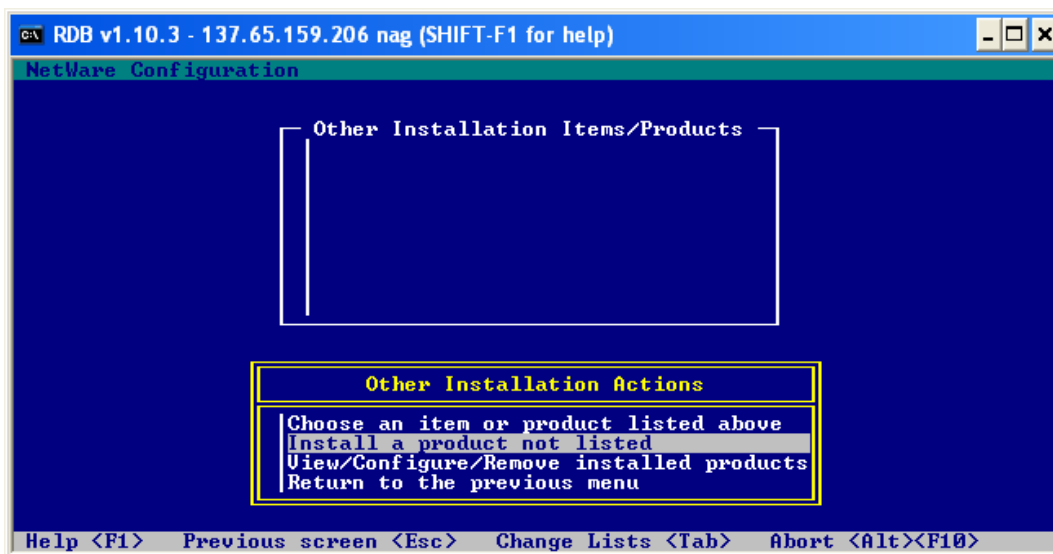 RDB v1.10.3 - 137.65.159.206 nag (SHIFT-F1 for help)
NetWare Configuration
Other Installation Items/Products
Other Installation Actions
Choose an item or product listed above
Install a product not listed
View/Configure/Remove installed products
Return to the previous menu
Help <F1> Previous screen <Esc> Change Lists <Tab> Abort <Alt><F10>